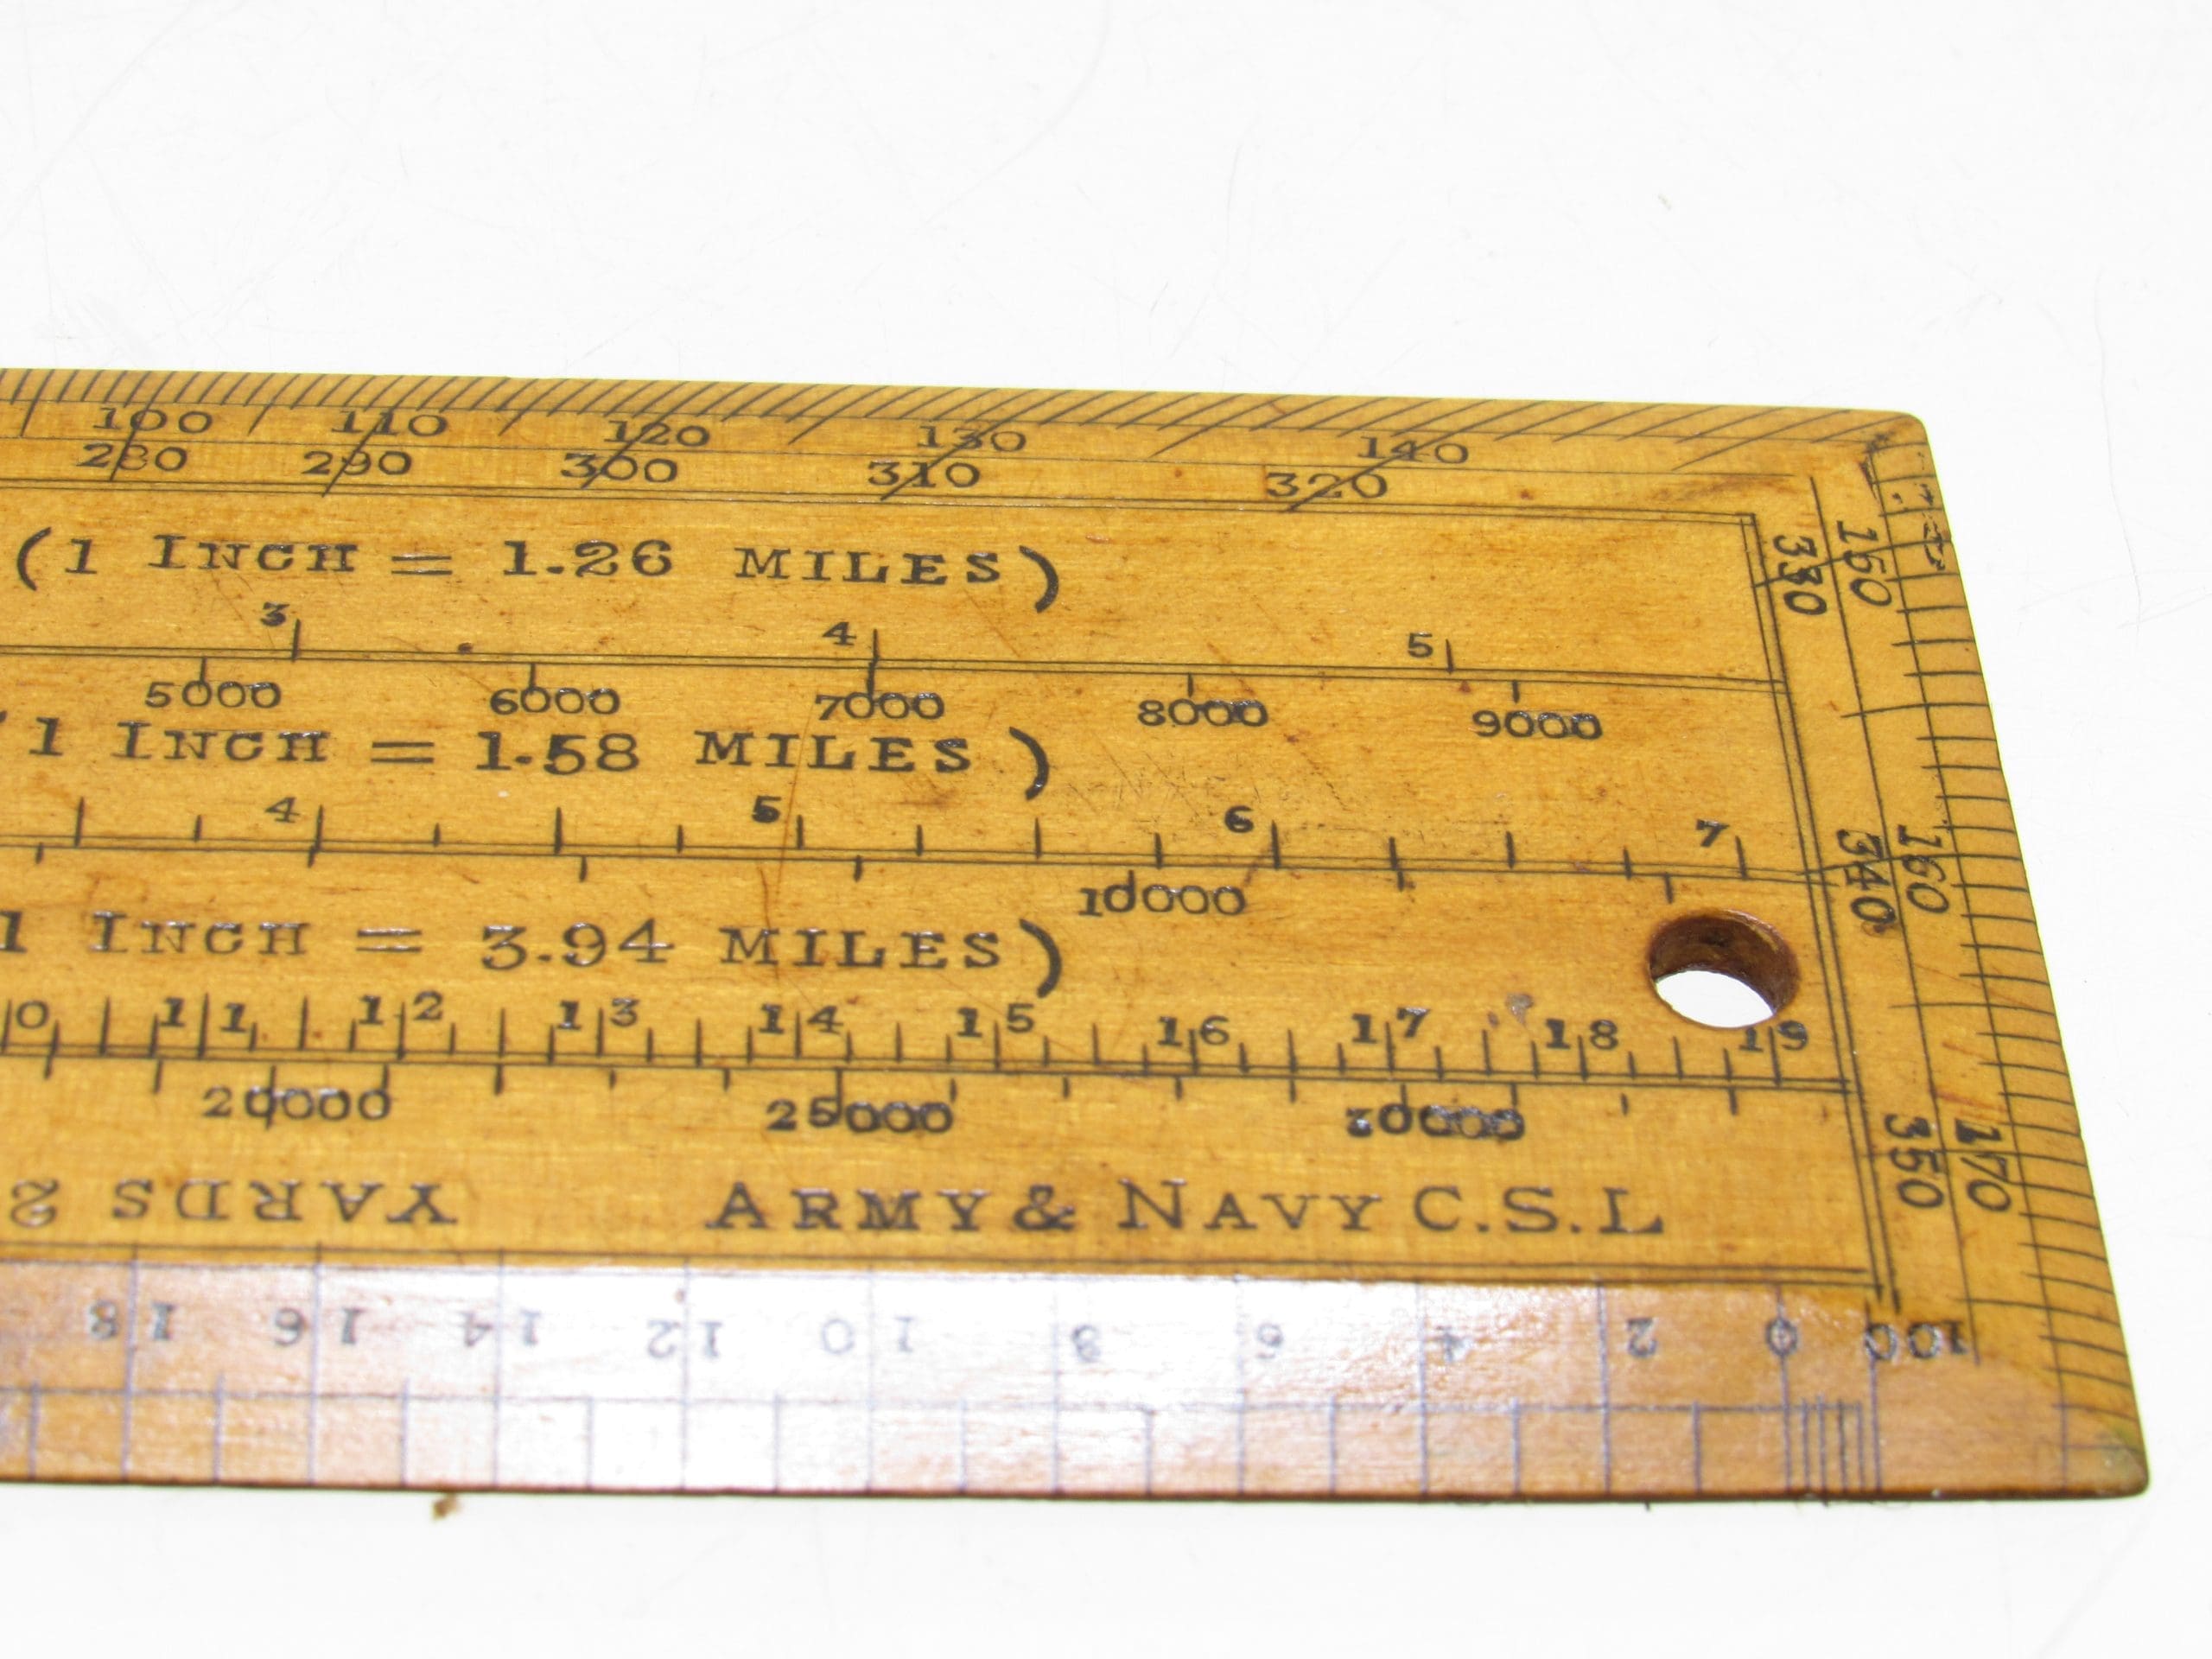 100 110 120 130 140
280 290 300 310 320
(1 INCH = 1.26 MILES)
3 4 5
5000 6000 7000 8000 9000
1 INCH = 1.58 MILES)
4 5 6 7
10000
1 INCH = 3.94 MILES)
0 11 12 13 14 15 16 17 18 19
20000 25000 30000
YARDS 2
ARMY & NAVY C.S.L
18 16 14 12 10 8 6 4 2 0 100
150 160 170
330 340 350